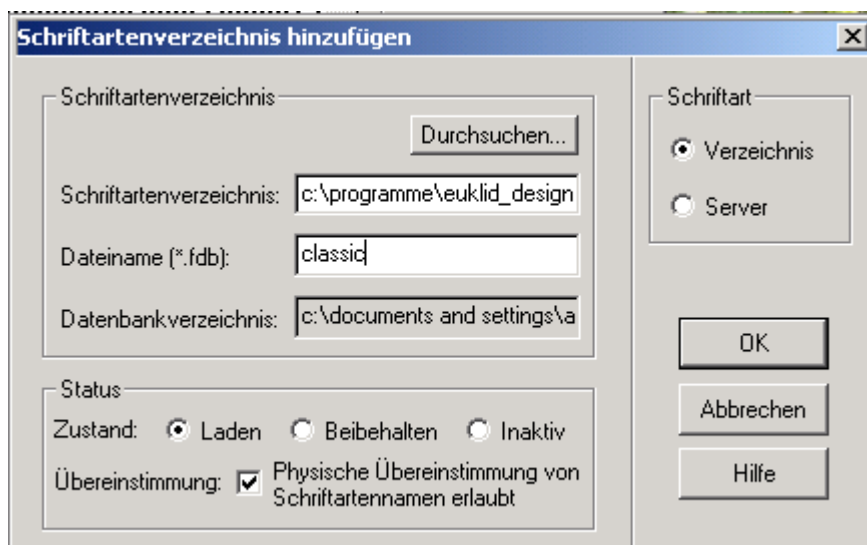 Schriftartenverzeichnis hinzufügen
Schriftartenverzeichnis
Durchsuchen...
Schriftartenverzeichnis: c:\programme\euklid_design
Dateiname (*.fdb): classic
Datenbankverzeichnis: c:\documents and settings\a
Status
Zustand: Laden Beibehalten Inaktiv
Übereinstimmung: Physische Übereinstimmung von
Schriftartennamen erlaubt
Schriftart
Verzeichnis
Server
OK
Abbrechen
Hilfe